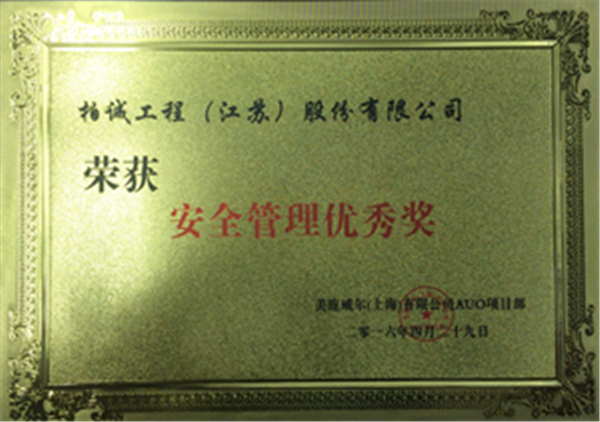 柏诚工程（江苏）股份有限公司
荣获
安全管理优秀奖
美施威尔(上海)有限公司AUO项目部
二零一六年四月二十九日